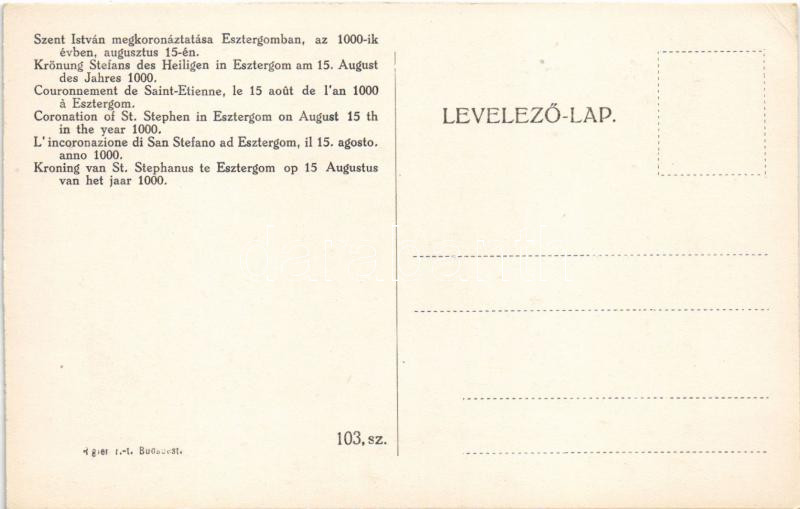 Szent István megkoronáztatása Esztergomban, az 1000-ik
évben, augusztus 15-én.
Krönung Stefans des Heiligen in Esztergom am 15. August
des Jahres 1000.
Couronnement de Saint-Etienne, le 15 août de l'an 1000
à Esztergom.
Coronation of St. Stephen in Esztergom on August 15 th
in the year 1000.
L'incoronazione di San Stefano ad Esztergom, il 15. agosto.
anno 1000.
Kroning van St. Stephanus te Esztergom op 15 Augustus
van het jaar 1000.
LEVELEZŐ-LAP.
103, sz.
r.-t. Budapest.